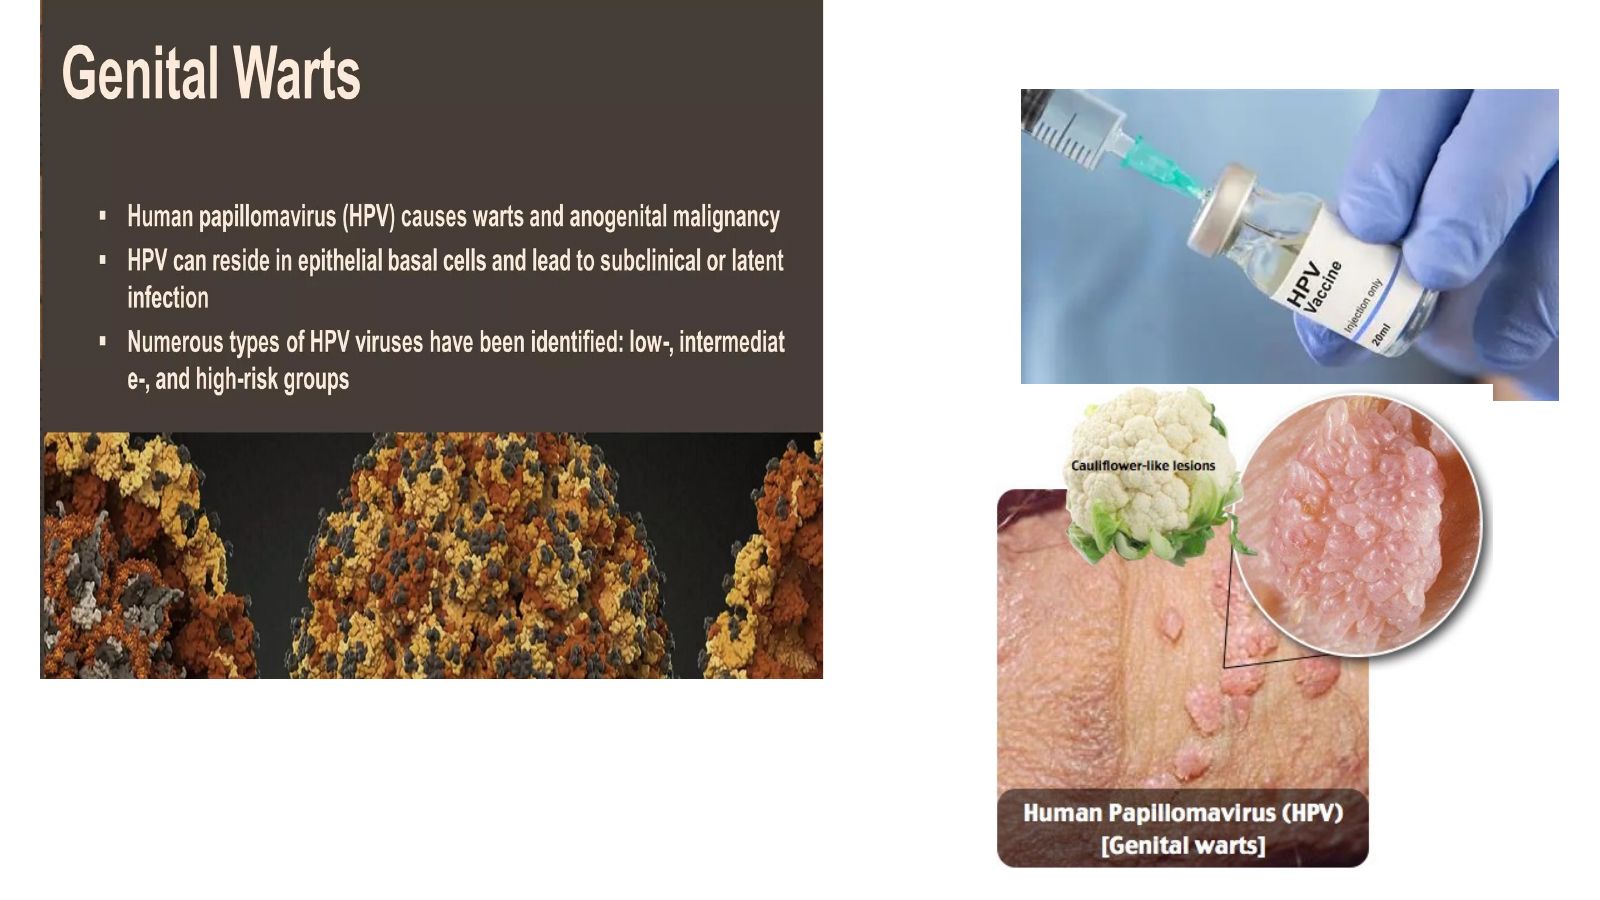 Genital Warts
▪ Human papillomavirus (HPV) causes warts and anogenital malignancy
▪ HPV can reside in epithelial basal cells and lead to subclinical or latent
infection
▪ Numerous types of HPV viruses have been identified: low-, intermediat
e-, and high-risk groups
HPV
Vaccine
Injection only
20ml
Cauliflower-like lesions
Human Papillomavirus (HPV)
[Genital warts]